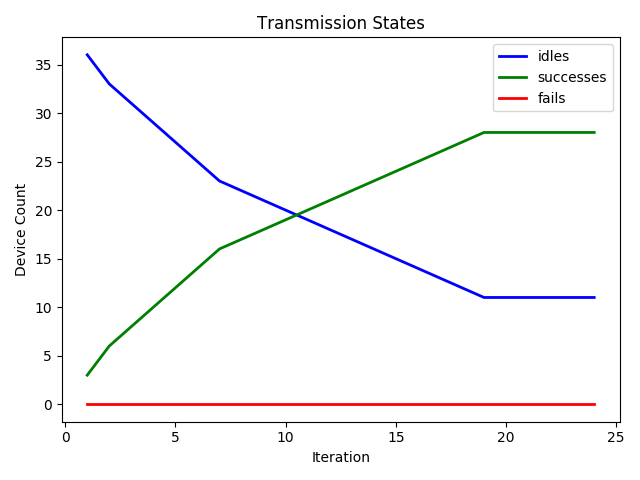 Transmission States
idles
successes
fails
Device Count
35
30
25
20
15
10
5
0
0 5 10 15 20 25
Iteration